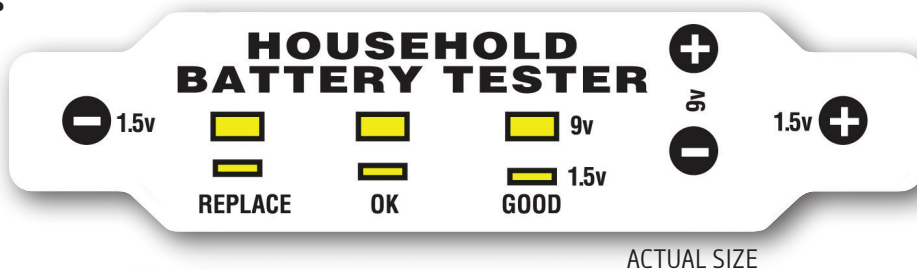 HOUSEHOLD
BATTERY TESTER
+
9v
−
− 1.5v
1.5v +
9v
1.5v
REPLACE OK GOOD
ACTUAL SIZE